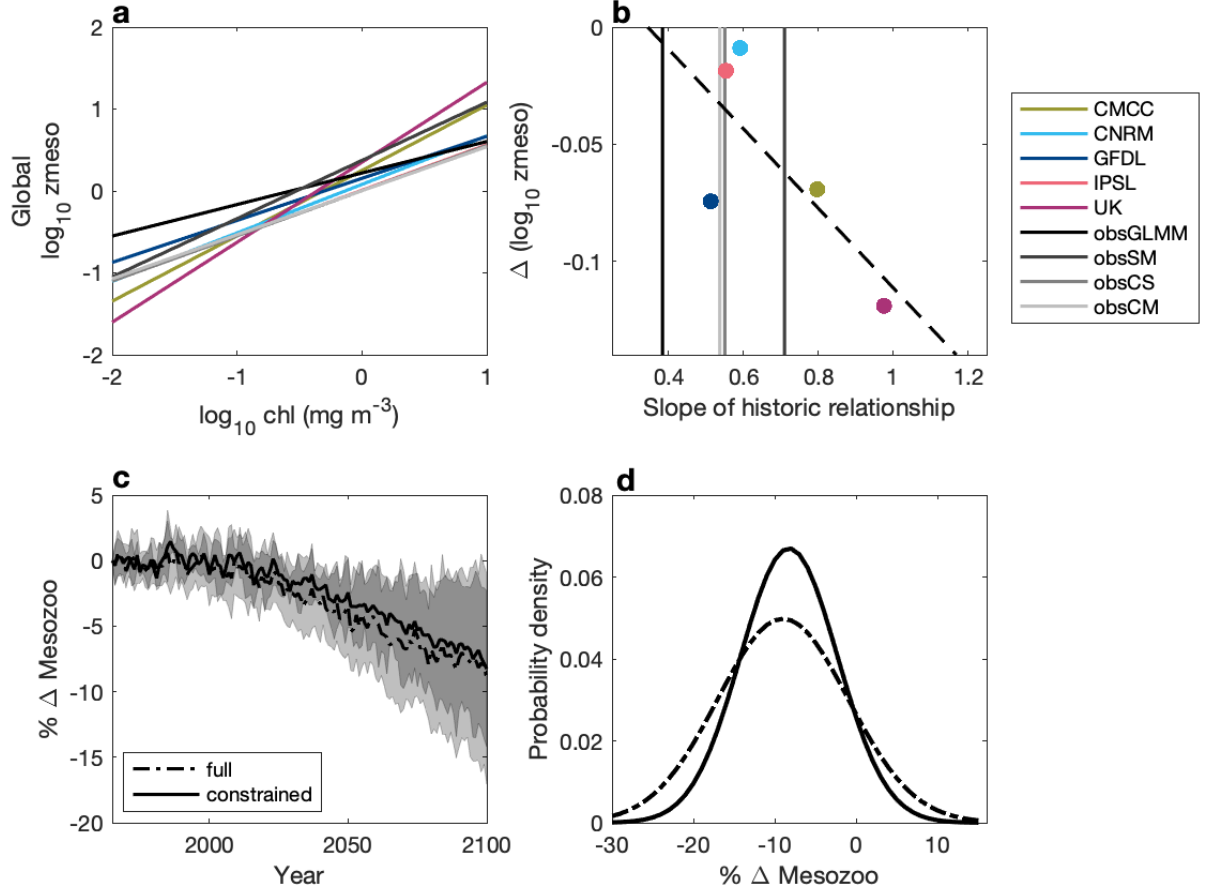 a
2
1
0
-1
-2
-2
-1
0
1
Global
log10 zmeso
log10 chl (mg m-3)
b
0
-0.05
-0.1
0.4
0.6
0.8
1
1.2
Δ (log10 zmeso)
Slope of historic relationship
CMCC
CNRM
GFDL
IPSL
UK
obsGLMM
obsSM
obsCS
obsCM
c
5
0
-5
-10
-15
-20
2000
2050
2100
% Δ Mesozoo
Year
full
constrained
d
0.08
0.06
0.04
0.02
0
-30
-20
-10
0
10
Probability density
% Δ Mesozoo